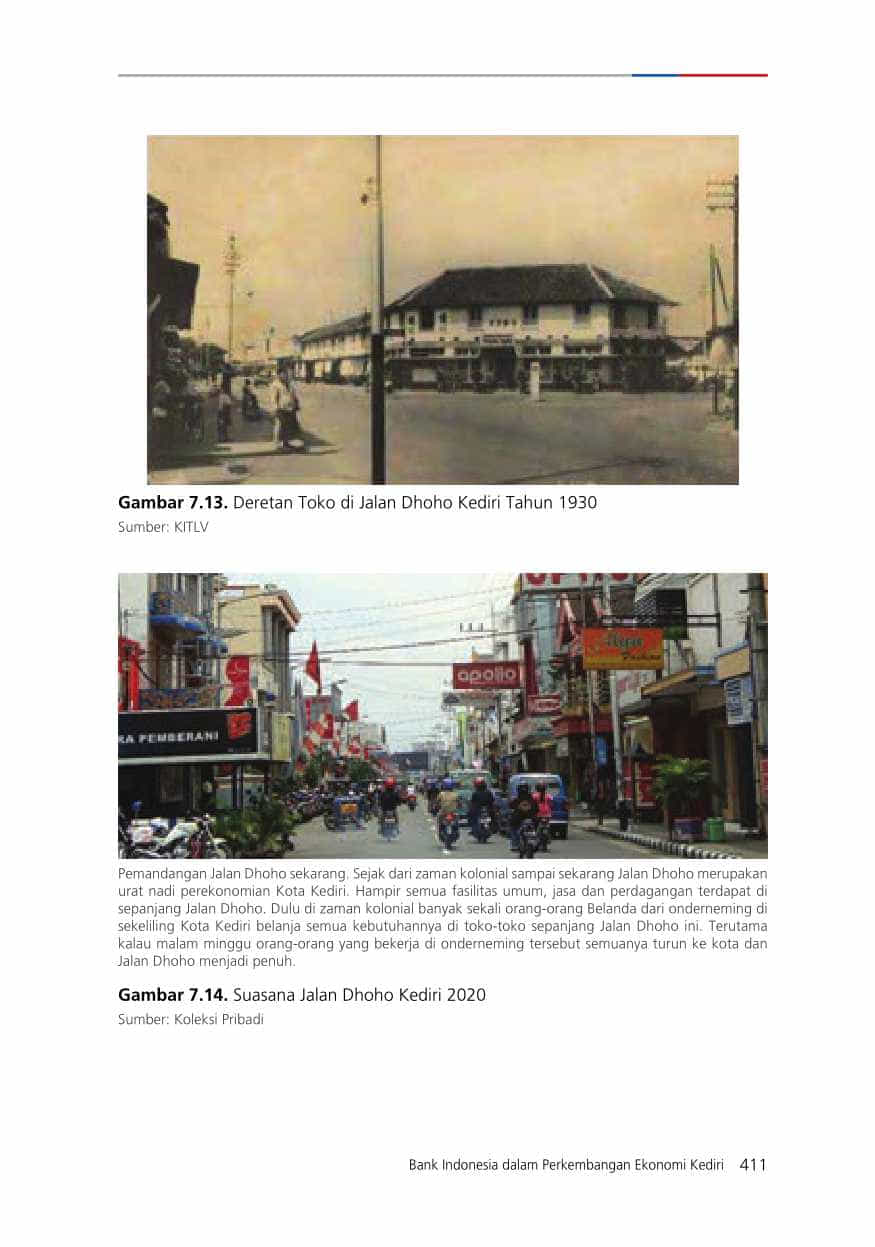 Gambar 7.13. Deretan Toko di Jalan Dhoho Kediri Tahun 1930
Sumber: KITLV
apollo
RA PEMBERANI
Pemandangan Jalan Dhoho sekarang. Sejak dari zaman kolonial sampai sekarang Jalan Dhoho merupakan
urat nadi perekonomian Kota Kediri. Hampir semua fasilitas umum, jasa dan perdagangan terdapat di
sepanjang Jalan Dhoho. Dulu di zaman kolonial banyak sekali orang-orang Belanda dari onderneming di
sekeliling Kota Kediri belanja semua kebutuhannya di toko-toko sepanjang Jalan Dhoho ini. Terutama
kalau malam minggu orang-orang yang bekerja di onderneming tersebut semuanya turun ke kota dan
Jalan Dhoho menjadi penuh.
Gambar 7.14. Suasana Jalan Dhoho Kediri 2020
Sumber: Koleksi Pribadi
Bank Indonesia dalam Perkembangan Ekonomi Kediri 411